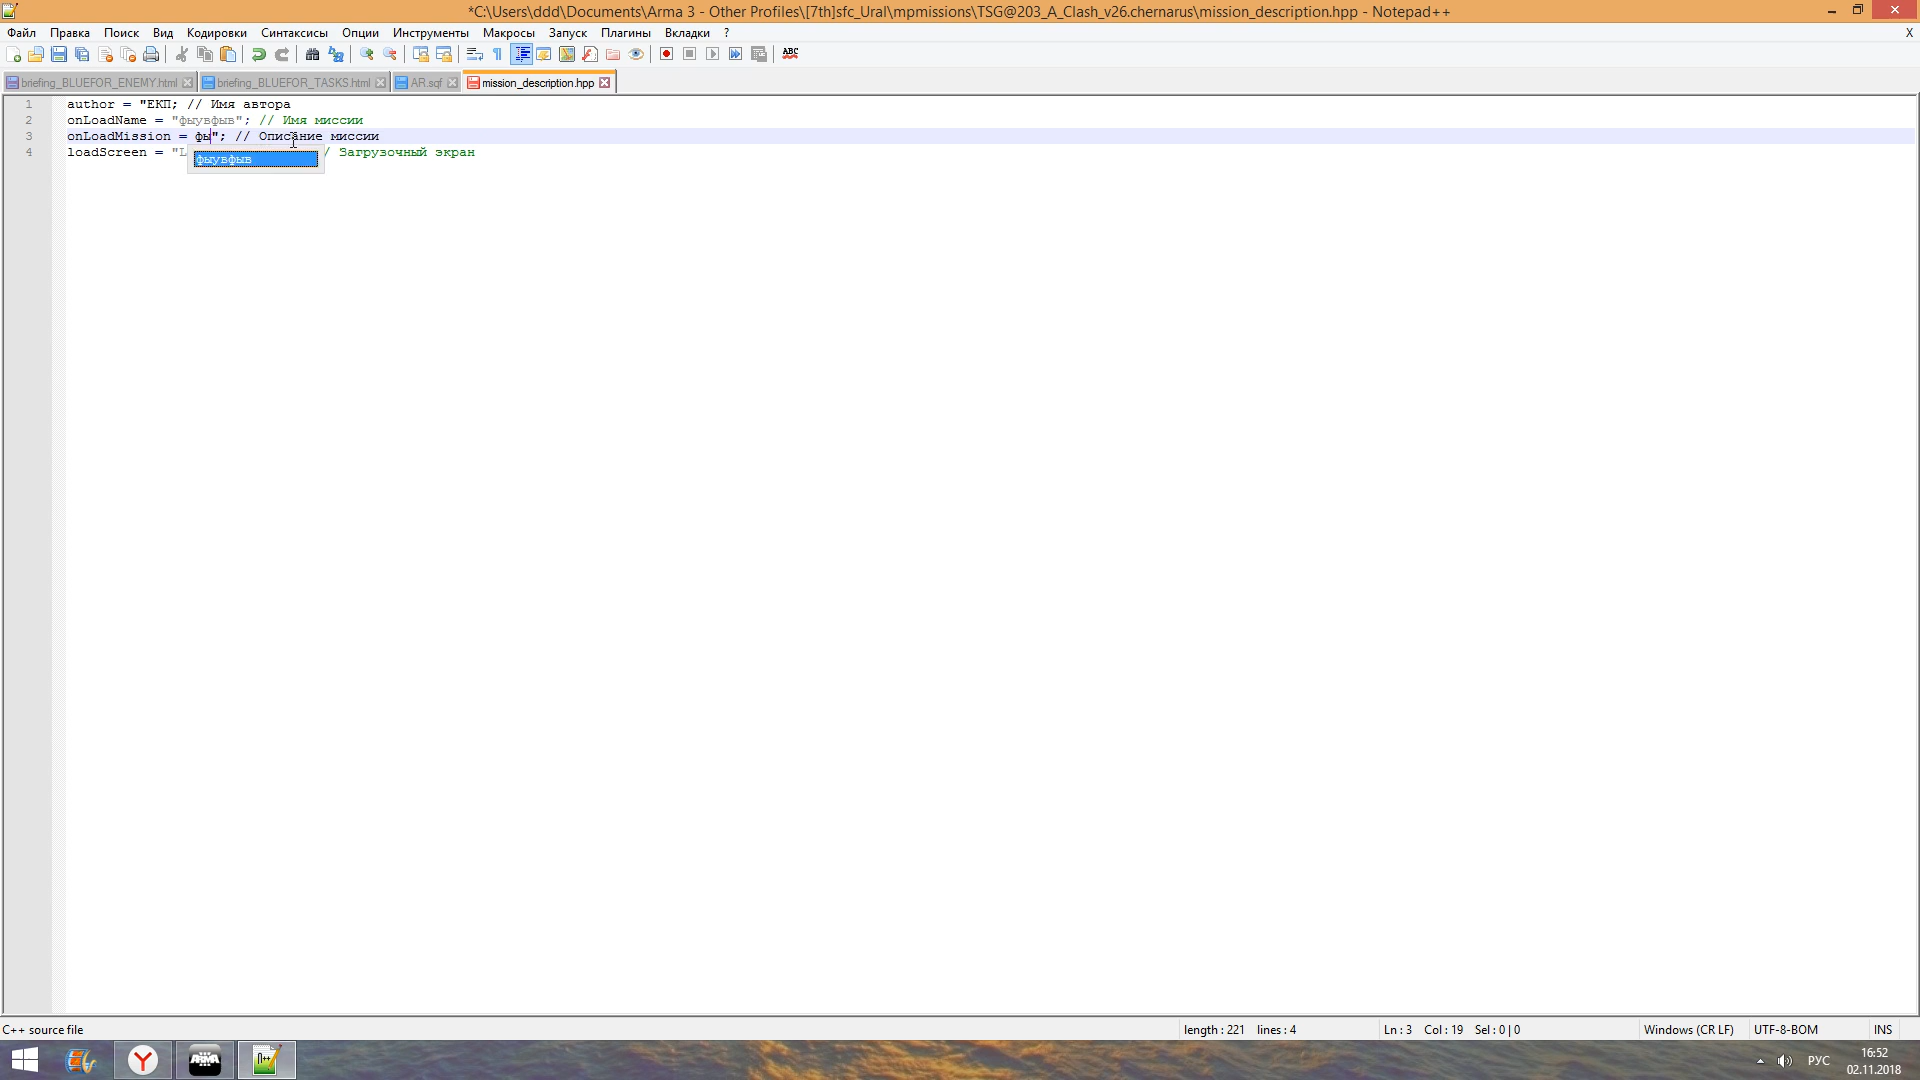 *C:\Users\ddd\Documents\Arma 3 - Other Profiles\[7th]sfc_Ural\mpmissions\TSG@203_A_Clash_v26.chernarus\mission_description.hpp - Notepad++
Файл Правка Поиск Вид Кодировки Синтаксисы Опции Инструменты Макросы Запуск Плагины Вкладки ? X
ABC
briefing_BLUEFOR_ENEMY.html briefing_BLUEFOR_TASKS.html AR.sqf mission_description.hpp
1 author = "ЕКП; // Имя автора
2 onLoadName = "фыувфыв"; // Имя миссии
3 onLoadMission = фы"; // Описание миссии
4 loadScreen = "L / Загрузочный экран
фыувфыв
C++ source file length : 221 lines : 4 Ln : 3 Col : 19 Sel : 0 | 0 Windows (CR LF) UTF-8-BOM INS
Y ARMA n++ РУС 16:52
02.11.2018